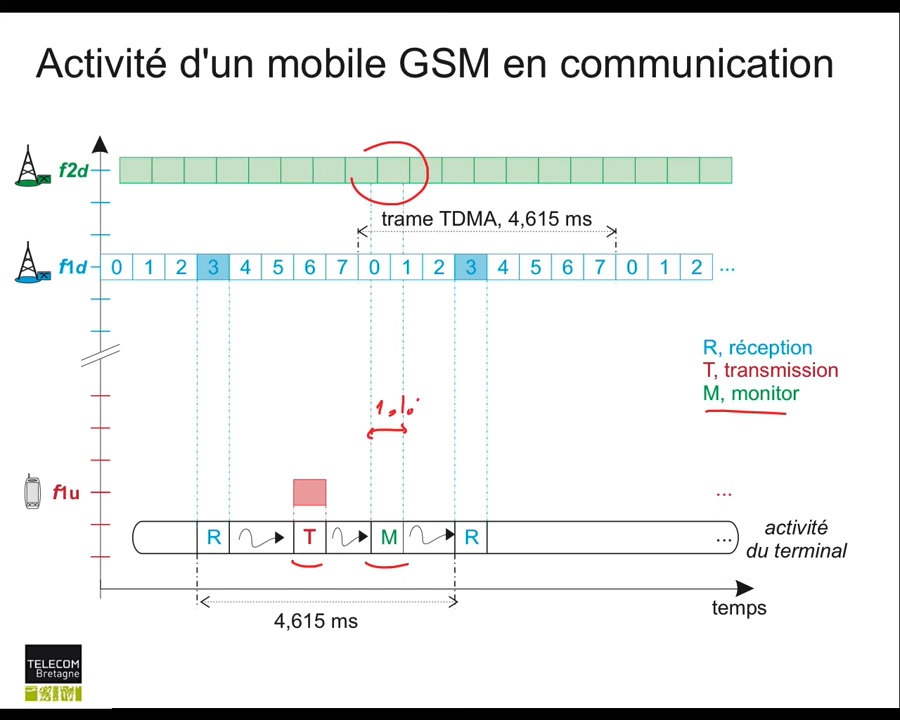 Activité d'un mobile GSM en communication
f2d
trame TDMA, 4,615 ms
f1d 0 1 2 3 4 5 6 7 0 1 2 3 4 5 6 7 0 1 2 ...
R, réception
T, transmission
M, monitor
f1u ...
R T M R ... activité
du terminal
temps
4,615 ms
TELECOM
Bretagne